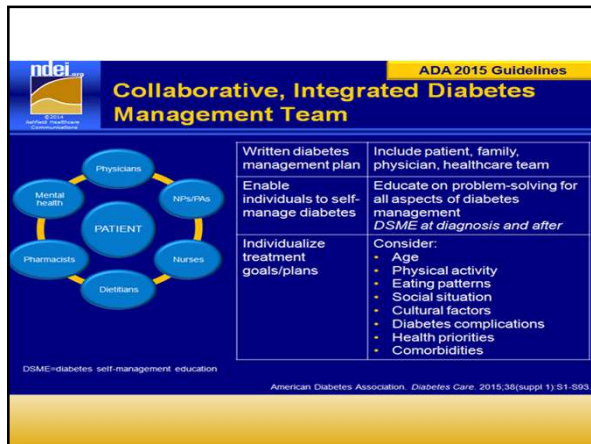 ndei.org
©2014
Ashfield Healthcare
Communications
ADA 2015 Guidelines
Collaborative, Integrated Diabetes
Management Team
Physicians
Mental
health
NPs/PAs
PATIENT
Pharmacists
Nurses
Dietitians
Written diabetes
management plan
Include patient, family,
physician, healthcare team
Enable
individuals to self-
manage diabetes
Educate on problem-solving for
all aspects of diabetes
management
DSME at diagnosis and after
Individualize
treatment
goals/plans
Consider:
• Age
• Physical activity
• Eating patterns
• Social situation
• Cultural factors
• Diabetes complications
• Health priorities
• Comorbidities
DSME=diabetes self-management education
American Diabetes Association. Diabetes Care. 2015;38(suppl 1):S1-S93.